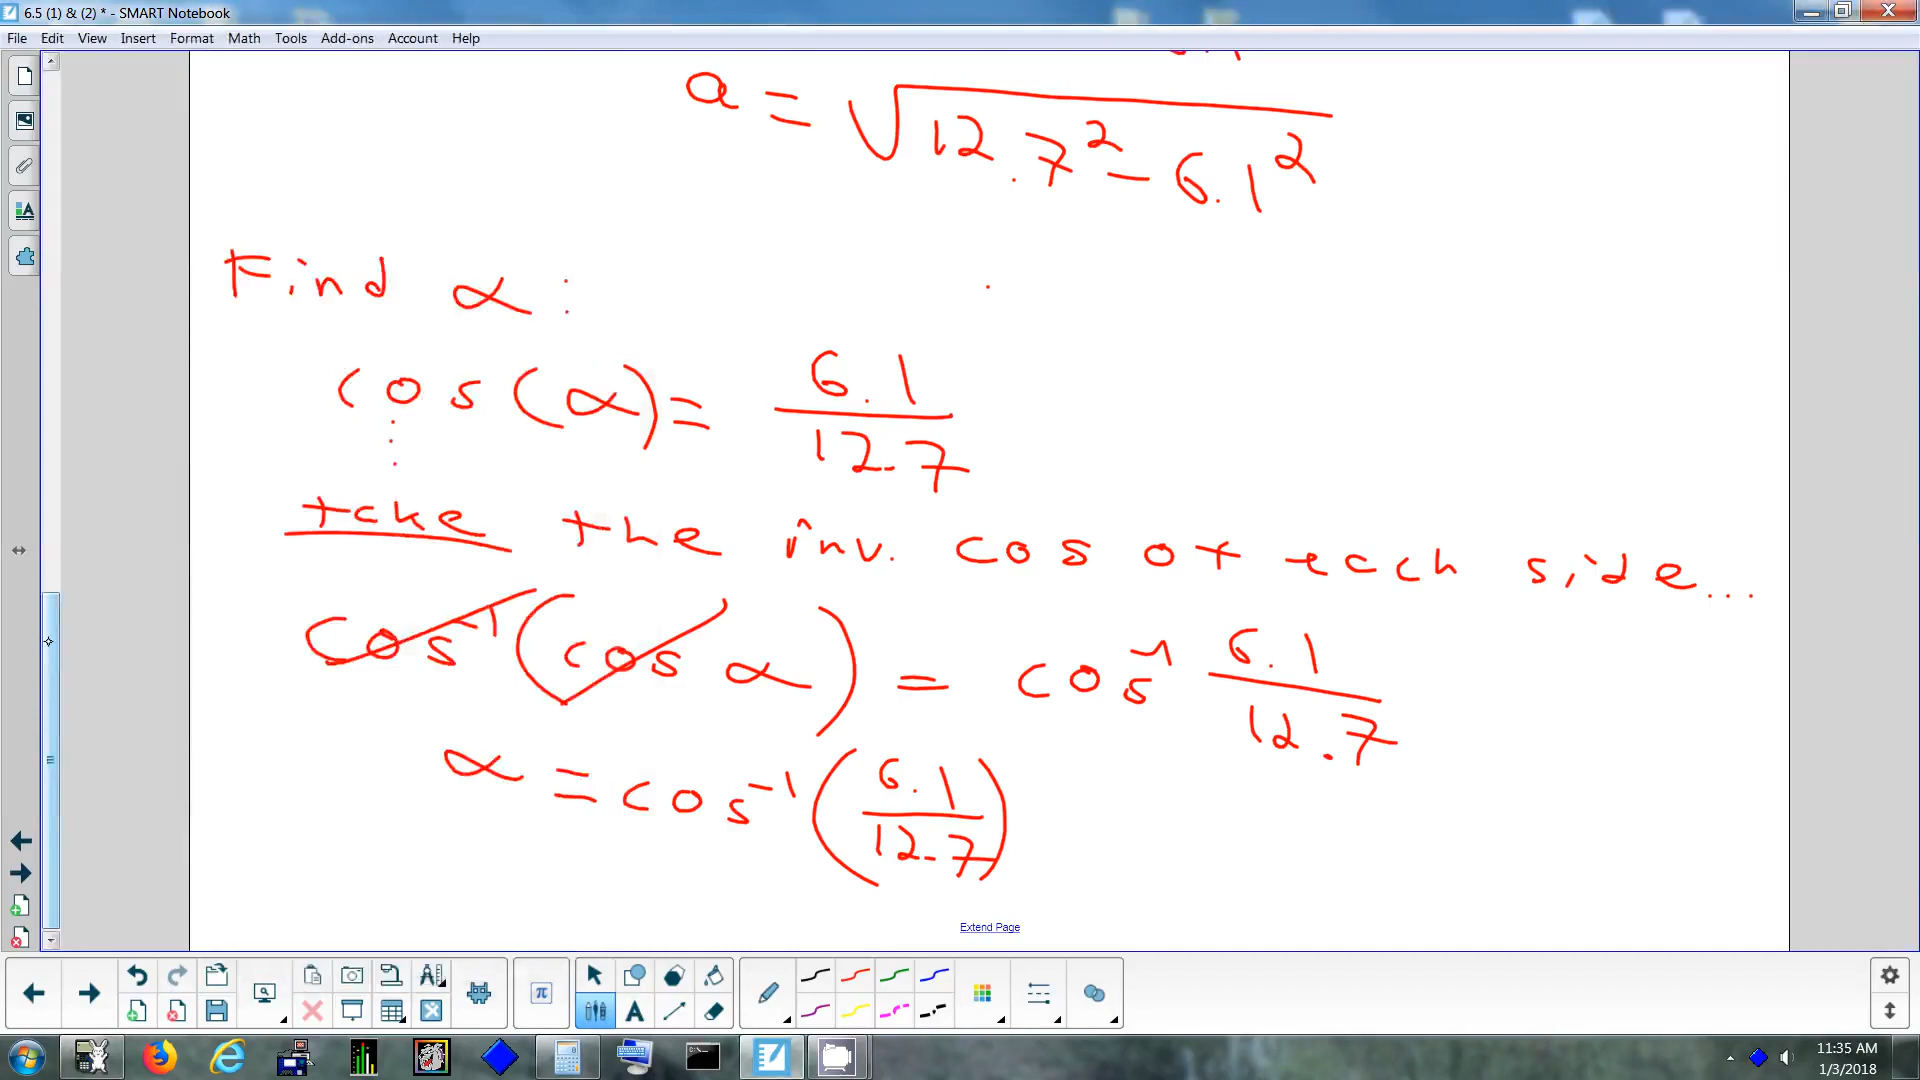 6.5 (1) & (2) * - SMART Notebook
File Edit View Insert Format Math Tools Add-ons Account Help
a = √12.7² - 6.1²
Find α :
cos(α) = 6.1/12.7
take the inv. cos of each side...
cos⁻¹(cos α) = cos⁻¹ 6.1/12.7
α = cos⁻¹(6.1/12.7)
Extend Page
11:35 AM
1/3/2018